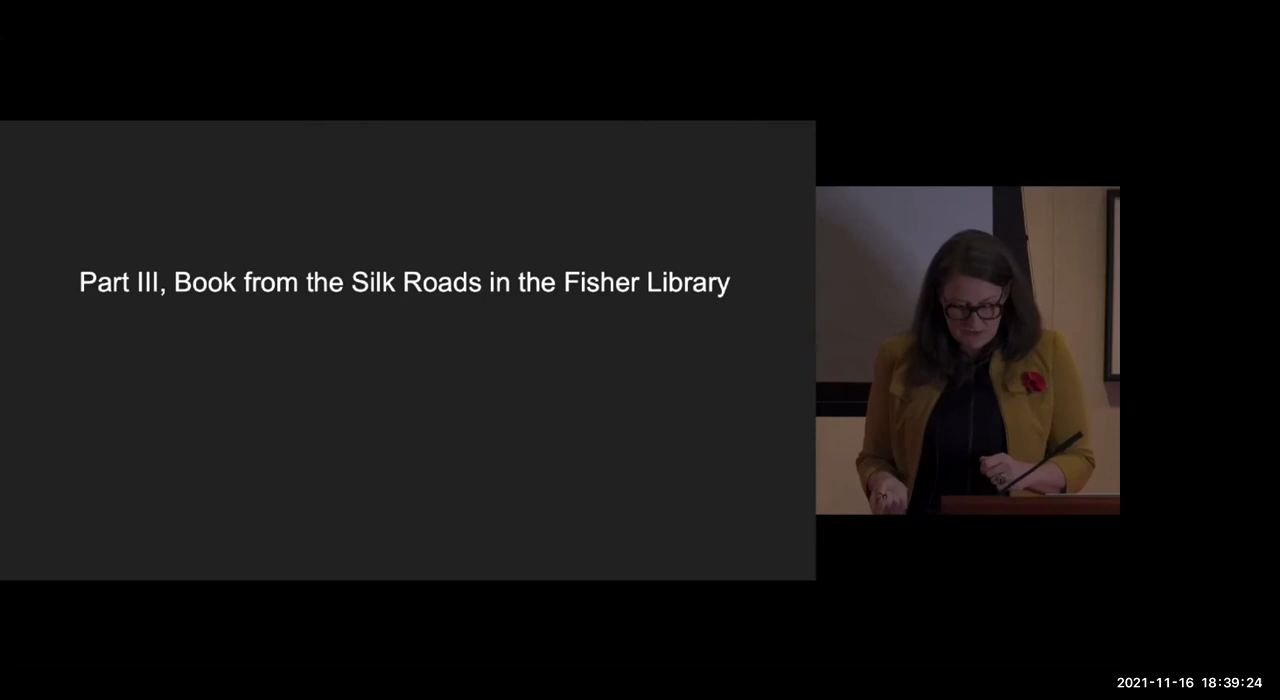 Part III, Book from the Silk Roads in the Fisher Library
2021-11-16 18:39:24